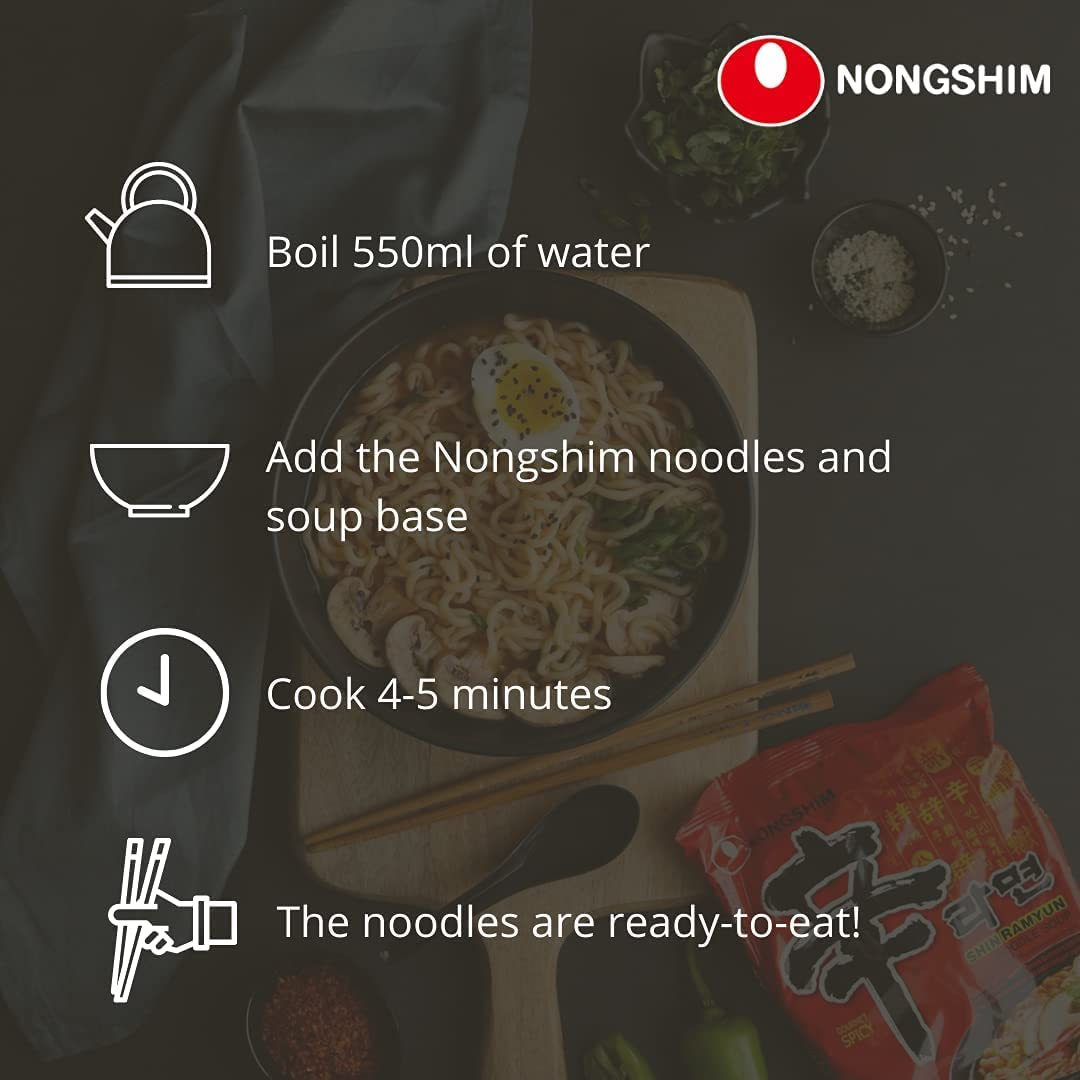 NONGSHIM
Boil 550ml of water
Add the Nongshim noodles and
soup base
Cook 4-5 minutes
The noodles are ready-to-eat!
NONGSHIM
辛
라면
SHIN RAMYUN
GOURMET
SPICY